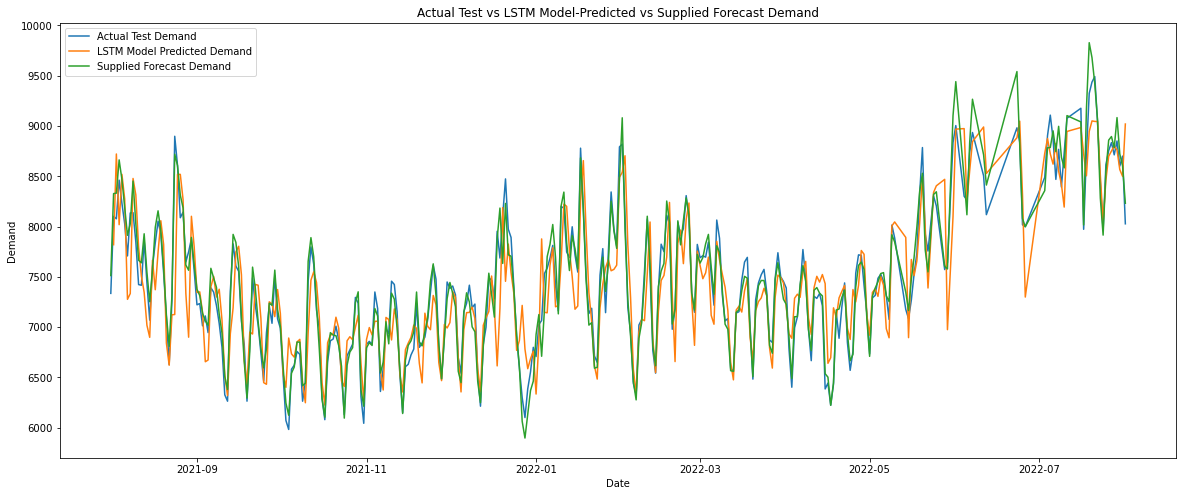 Actual Test vs LSTM Model-Predicted vs Supplied Forecast Demand
Actual Test Demand
LSTM Model Predicted Demand
Supplied Forecast Demand
Demand
10000
9500
9000
8500
8000
7500
7000
6500
6000
2021-09
2021-11
2022-01
2022-03
2022-05
2022-07
Date